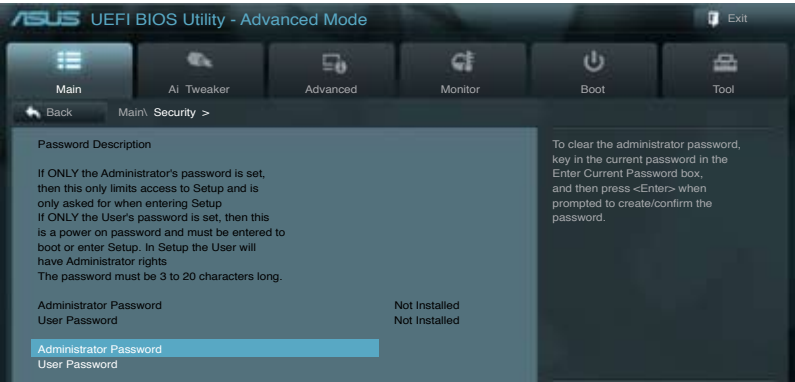 ASUS UEFI BIOS Utility - Advanced Mode
Exit
Main
Ai Tweaker
Advanced
Monitor
Boot
Tool
Back
Main\ Security >
Password Description
If ONLY the Administrator's password is set,
then this only limits access to Setup and is
only asked for when entering Setup
If ONLY the User's password is set, then this
is a power on password and must be entered to
boot or enter Setup. In Setup the User will
have Administrator rights
The password must be 3 to 20 characters long.
Administrator Password Not Installed
User Password Not Installed
Administrator Password
User Password
To clear the administrator password,
key in the current password in the
Enter Current Password box,
and then press <Enter> when
prompted to create/confirm the
password.